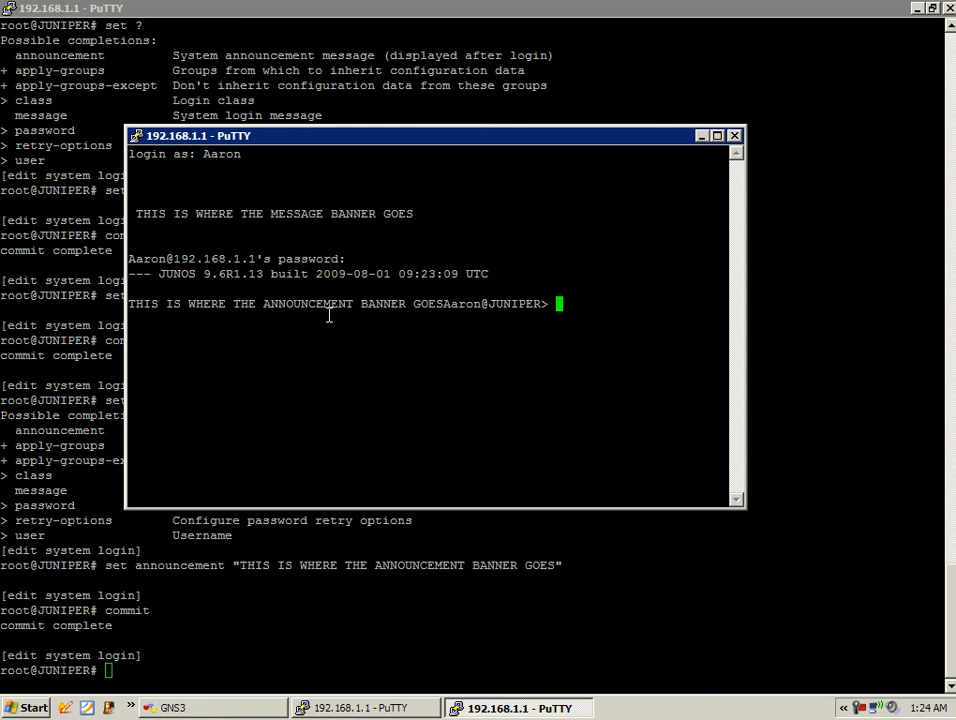 192.168.1.1 - PuTTY
root@JUNIPER# set ?
Possible completions:
announcement System announcement message (displayed after login)
+ apply-groups Groups from which to inherit configuration data
+ apply-groups-except Don't inherit configuration data from these groups
> class Login class
message System login message
> password
> retry-options
> user
[edit system logi
root@JUNIPER# set
[edit system logi
root@JUNIPER# com
commit complete
[edit system logi
root@JUNIPER# set
[edit system logi
root@JUNIPER# com
commit complete
[edit system logi
root@JUNIPER# set
Possible completi
announcement
+ apply-groups
+ apply-groups-ex
> class
message
> password
> retry-options Configure password retry options
> user Username
[edit system login]
root@JUNIPER# set announcement "THIS IS WHERE THE ANNOUNCEMENT BANNER GOES"
[edit system login]
root@JUNIPER# commit
commit complete
[edit system login]
root@JUNIPER#
192.168.1.1 - PuTTY
login as: Aaron
THIS IS WHERE THE MESSAGE BANNER GOES
Aaron@192.168.1.1's password:
--- JUNOS 9.6R1.13 built 2009-08-01 09:23:09 UTC
THIS IS WHERE THE ANNOUNCEMENT BANNER GOESAaron@JUNIPER>
Start » GNS3 192.168.1.1 - PuTTY 192.168.1.1 - PuTTY « 1:24 AM